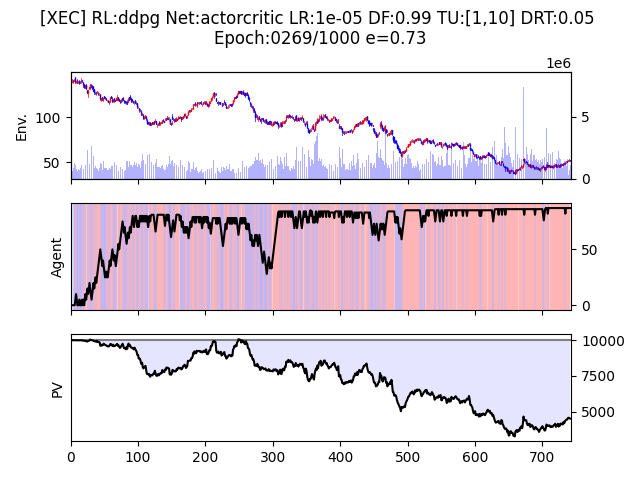 [XEC] RL:ddpg Net:actorcritic LR:1e-05 DF:0.99 TU:[1,10] DRT:0.05
Epoch:0269/1000 e=0.73
1e6
Env.
100
50
5
0
Agent
50
0
PV
10000
7500
5000
0 100 200 300 400 500 600 700